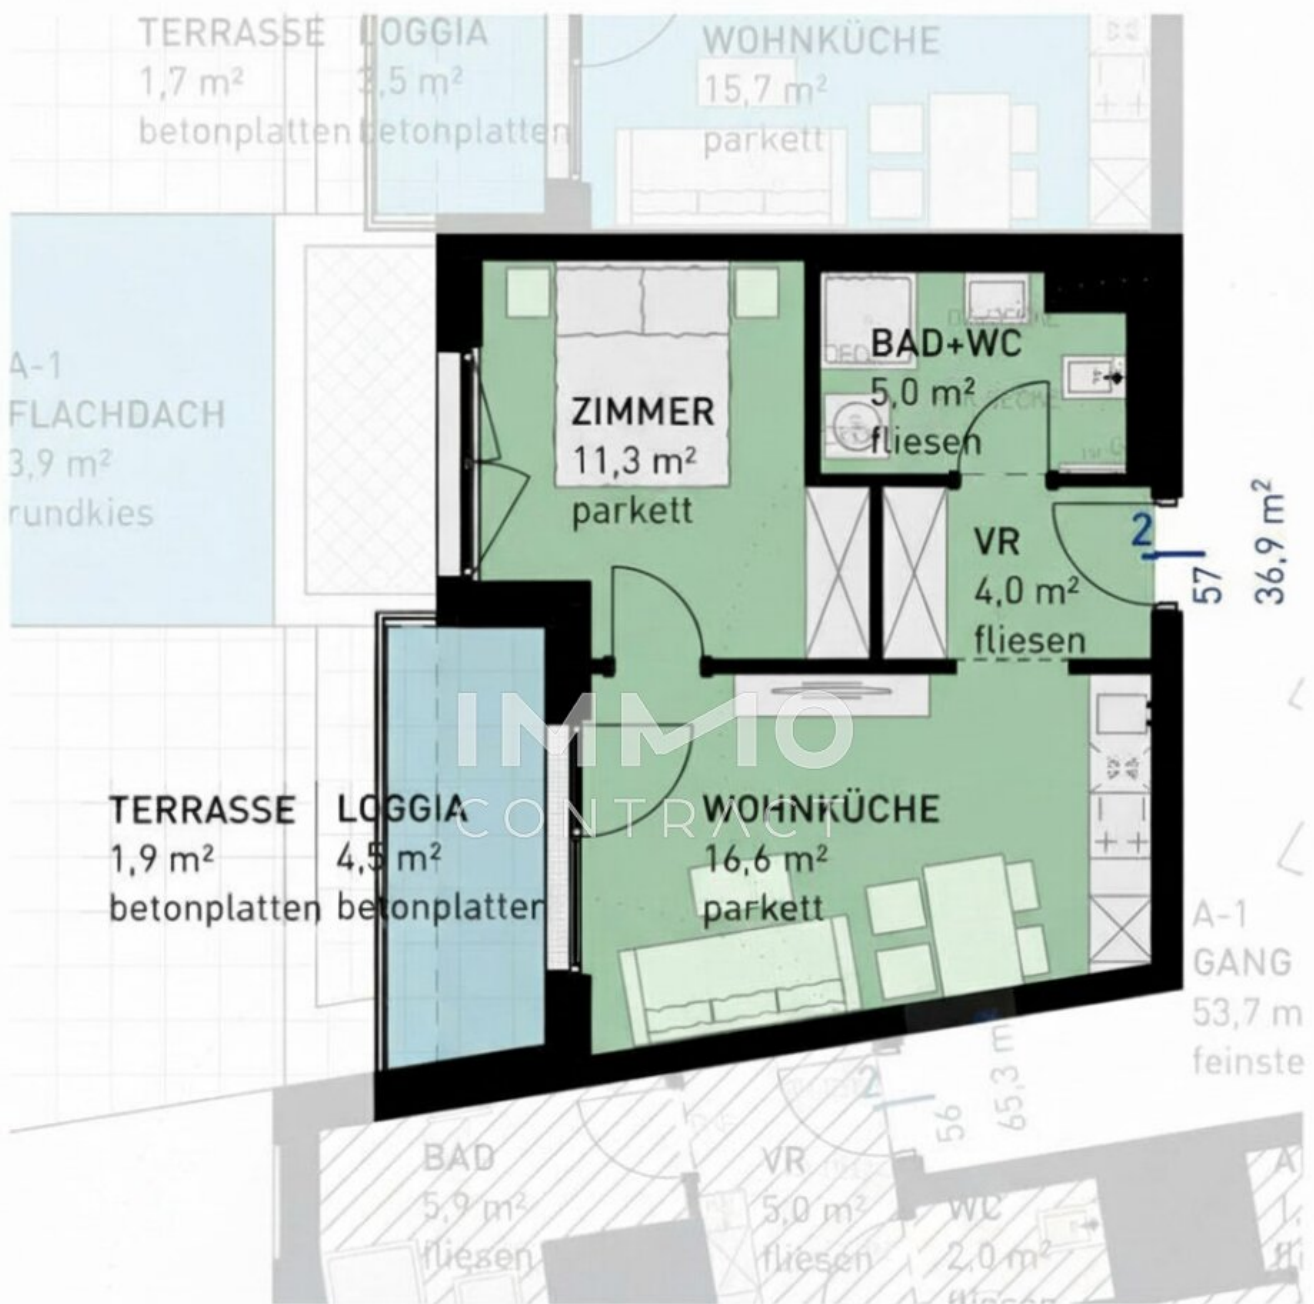 TERRASSE
1,7 m²
betonplatten
LOGGIA
3,5 m²
betonplatten
WOHNKÜCHE
15,7 m²
parkett
A-1
FLACHDACH
3,9 m²
rundkies
ZIMMER
11,3 m²
parkett
BAD+WC
5,0 m²
fliesen
VR
4,0 m²
fliesen
2
57
36,9 m²
IMMO
CONTRACT
TERRASSE
1,9 m²
betonplatten
LOGGIA
4,5 m²
betonplatten
WOHNKÜCHE
16,6 m²
parkett
A-1
GANG
53,7 m
feinste
2
56
65,3 m
BAD
5,9 m²
fliesen
VR
5,0 m²
fliesen
WC
2,0 m²
fliesen